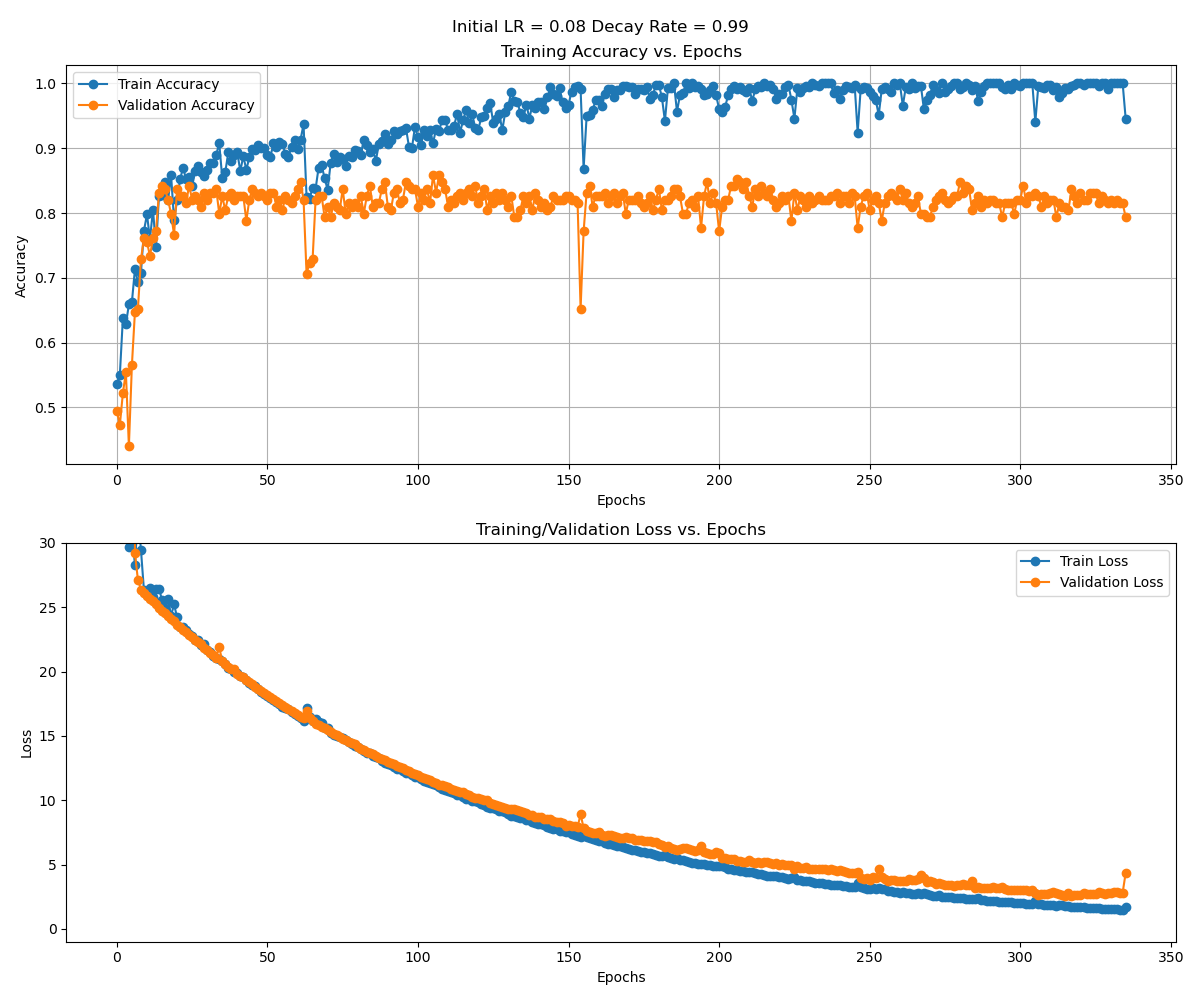 Initial LR = 0.08 Decay Rate = 0.99
Training Accuracy vs. Epochs
Train Accuracy
Validation Accuracy
1.0
0.9
0.8
0.7
0.6
0.5
Accuracy
0 50 100 150 200 250 300 350
Epochs
Training/Validation Loss vs. Epochs
Train Loss
Validation Loss
30
25
20
15
10
5
0
Loss
0 50 100 150 200 250 300 350
Epochs